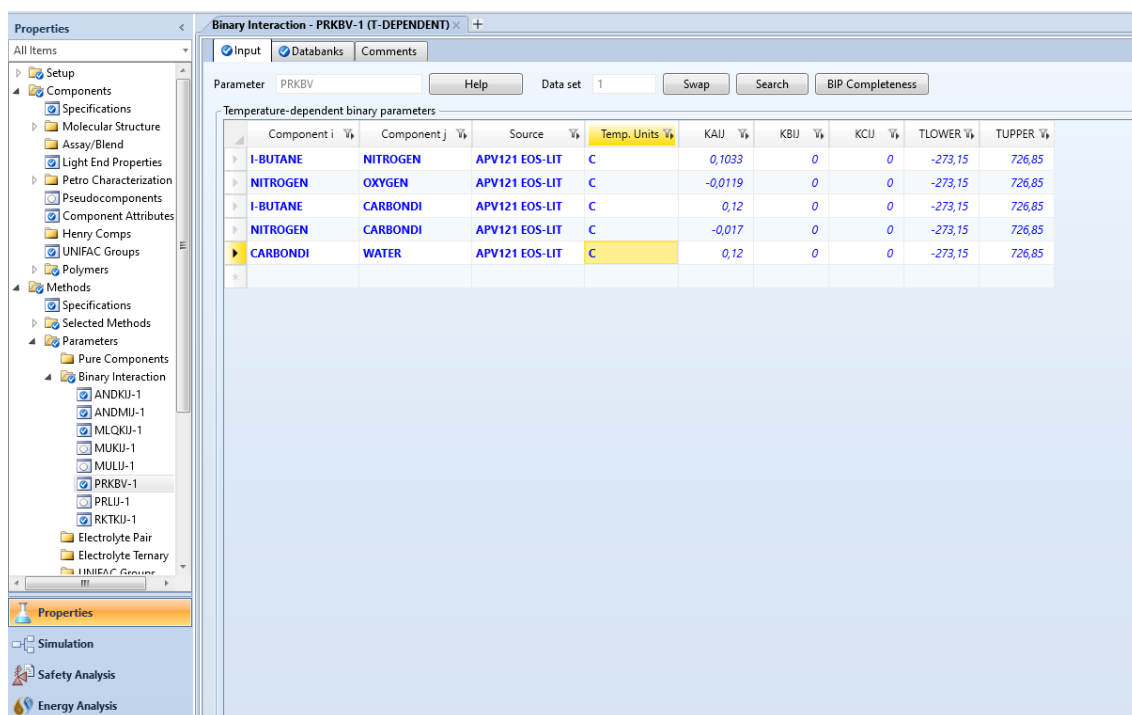 Properties <
All Items
Setup
Components
Specifications
Molecular Structure
Assay/Blend
Light End Properties
Petro Characterization
Pseudocomponents
Component Attributes
Henry Comps
UNIFAC Groups
Polymers
Methods
Specifications
Selected Methods
Parameters
Pure Components
Binary Interaction
ANDKIJ-1
ANDMIJ-1
MLQKIJ-1
MUKIJ-1
MULIJ-1
PRKBV-1
PRLIJ-1
RKTKIJ-1
Electrolyte Pair
Electrolyte Ternary
UNIFAC Groups
Properties
Simulation
Safety Analysis
Energy Analysis
Binary Interaction - PRKBV-1 (T-DEPENDENT) × +
Input Databanks Comments
Parameter PRKBV Help Data set 1 Swap Search BIP Completeness
Temperature-dependent binary parameters
Component i Component j Source Temp. Units KAIJ KBIJ KCIJ TLOWER TUPPER
I-BUTANE NITROGEN APV121 EOS-LIT C 0,1033 0 0 -273,15 726,85
NITROGEN OXYGEN APV121 EOS-LIT C -0,0119 0 0 -273,15 726,85
I-BUTANE CARBONDI APV121 EOS-LIT C 0,12 0 0 -273,15 726,85
NITROGEN CARBONDI APV121 EOS-LIT C -0,017 0 0 -273,15 726,85
CARBONDI WATER APV121 EOS-LIT C 0,12 0 0 -273,15 726,85